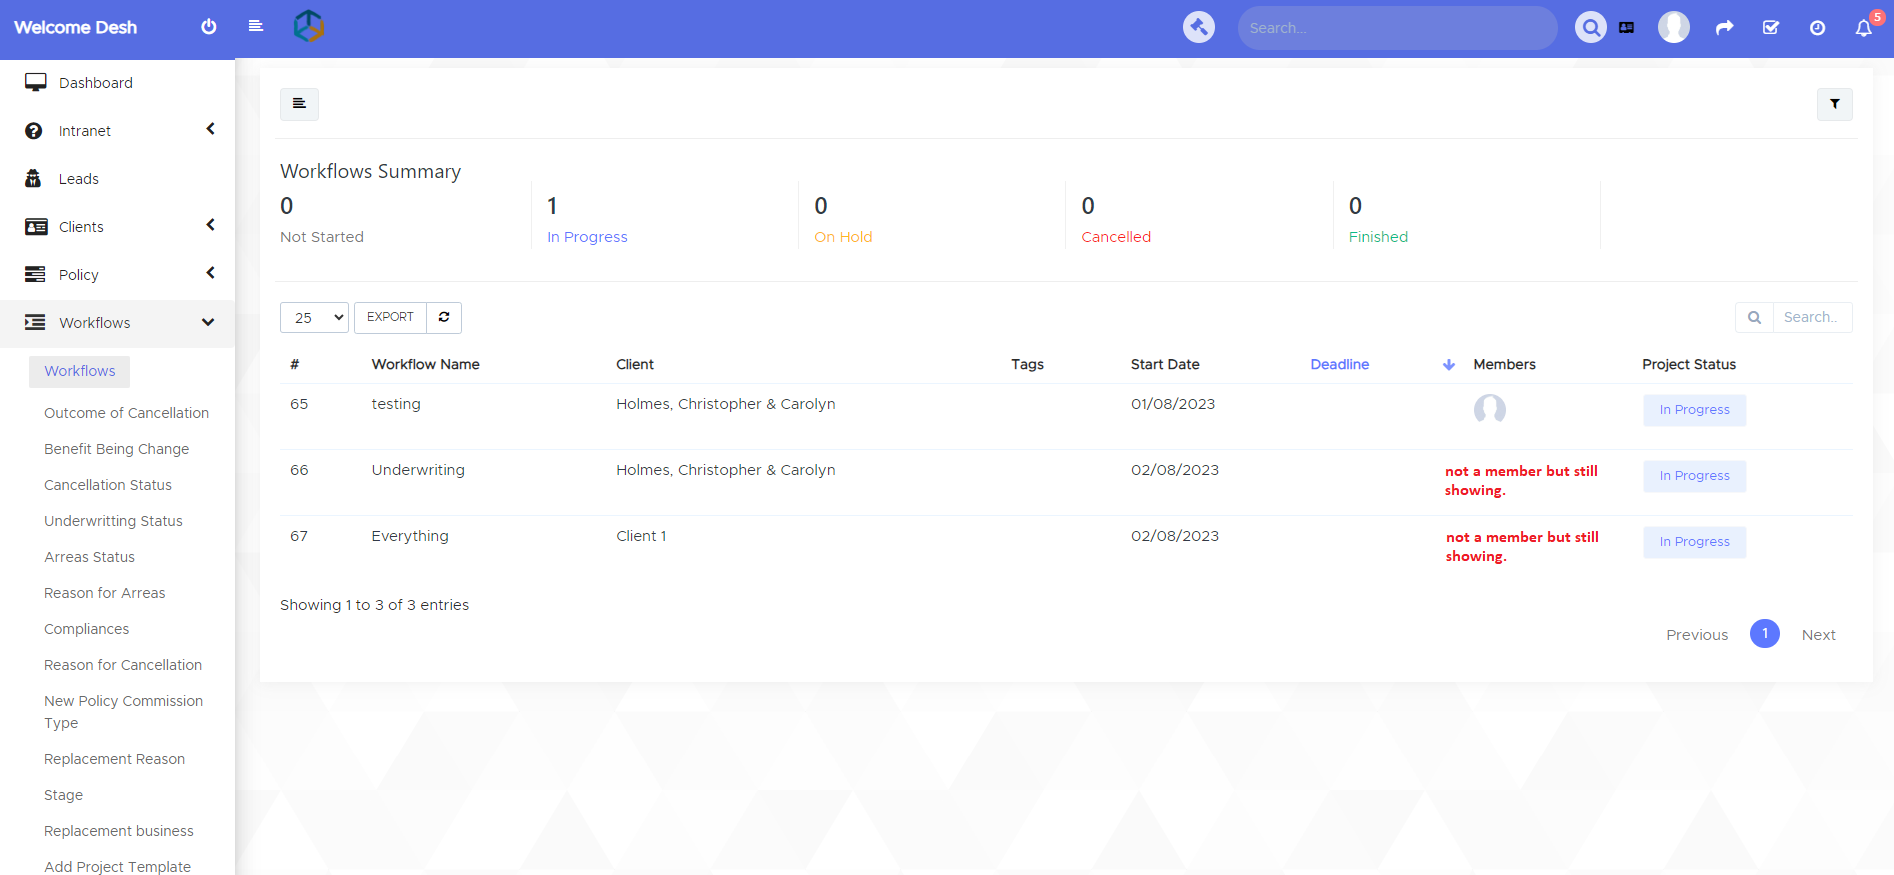 Welcome Desh
Search...
5
Dashboard
Intranet
Leads
Clients
Policy
Workflows
Workflows
Outcome of Cancellation
Benefit Being Change
Cancellation Status
Underwritting Status
Arreas Status
Reason for Arreas
Compliances
Reason for Cancellation
New Policy Commission
Type
Replacement Reason
Stage
Replacement business
Add Project Template
Workflows Summary
0 1 0 0 0
Not Started In Progress On Hold Cancelled Finished
25 EXPORT Search..
# Workflow Name Client Tags Start Date Deadline Members Project Status
65 testing Holmes, Christopher & Carolyn 01/08/2023 In Progress
66 Underwriting Holmes, Christopher & Carolyn 02/08/2023 not a member but still In Progress
showing.
67 Everything Client 1 02/08/2023 not a member but still In Progress
showing.
Showing 1 to 3 of 3 entries
Previous 1 Next